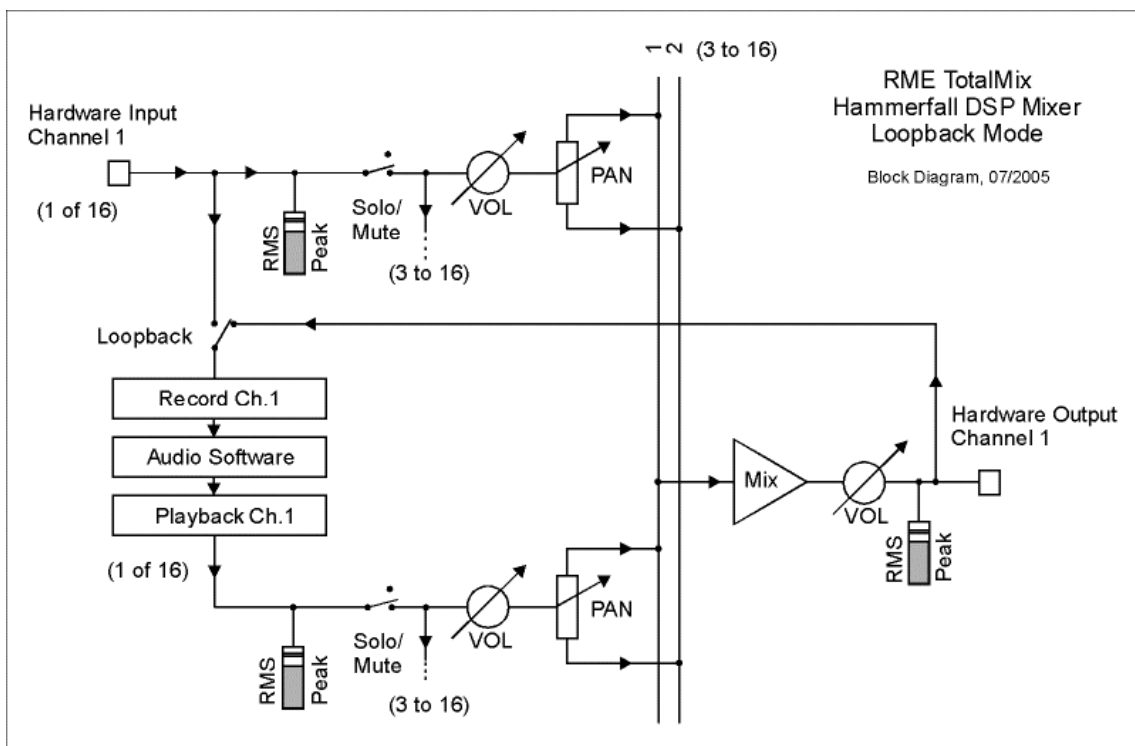 1
2
(3 to 16)
RME TotalMix
Hammerfall DSP Mixer
Loopback Mode
Block Diagram, 07/2005
Hardware Input
Channel 1
(1 of 16)
RMS
Peak
Solo/
Mute
(3 to 16)
VOL
PAN
Loopback
Record Ch.1
Audio Software
Playback Ch.1
(1 of 16)
RMS
Peak
Solo/
Mute
(3 to 16)
VOL
PAN
Mix
VOL
Hardware Output
Channel 1
RMS
Peak